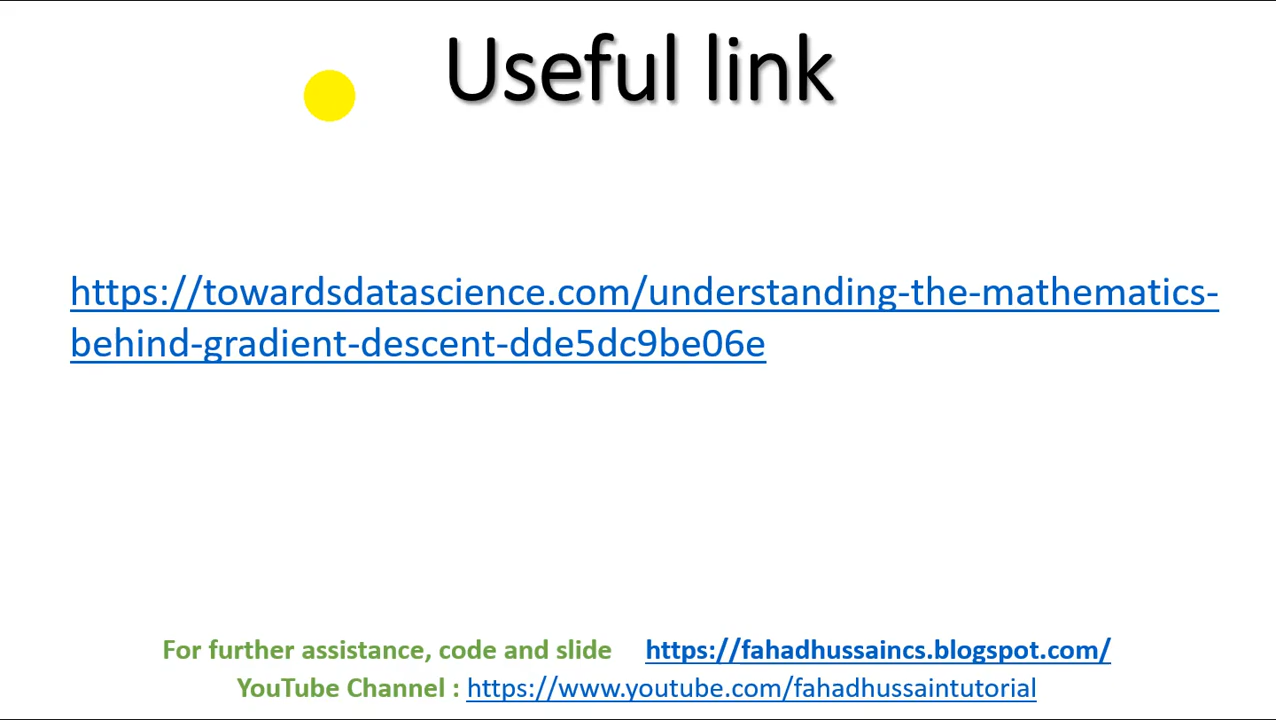 Useful link
https://towardsdatascience.com/understanding-the-mathematics-
behind-gradient-descent-dde5dc9be06e
For further assistance, code and slide https://fahadhussaincs.blogspot.com/
YouTube Channel : https://www.youtube.com/fahadhussaintutorial